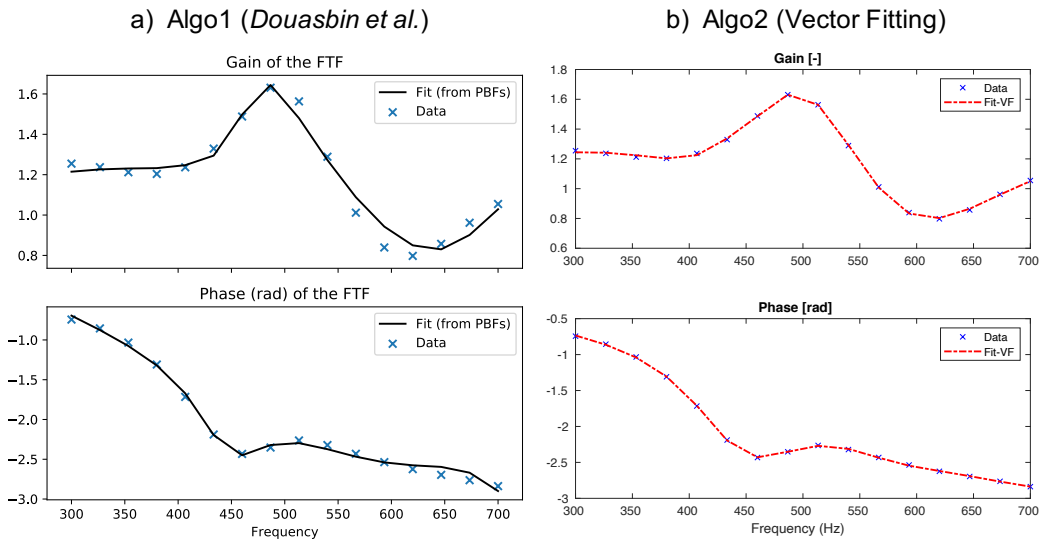 a) Algo1 (Douasbin et al.)
Gain of the FTF
Fit (from PBFs)
Data
1.6
1.4
1.2
1.0
0.8
Phase (rad) of the FTF
Fit (from PBFs)
Data
−1.0
−1.5
−2.0
−2.5
−3.0
300 350 400 450 500 550 600 650 700
Frequency
b) Algo2 (Vector Fitting)
Gain [-]
Data
Fit-VF
1.8
1.6
1.4
1.2
1
0.8
0.6
300 350 400 450 500 550 600 650 700
Phase [rad]
Data
Fit-VF
-0.5
-1
-1.5
-2
-2.5
-3
300 350 400 450 500 550 600 650 700
Frequency (Hz)